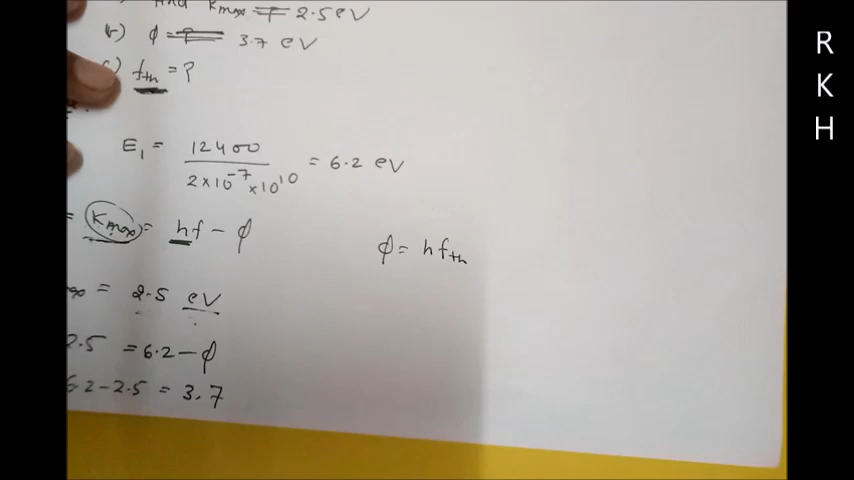 find Kmax = 2.5 eV
b) ϕ = ? 3.7 eV
c) fth = ?
E1 = 12400 / 2×10^-7 × 10^10 = 6.2 eV
= Kmax = hf − ϕ
ϕ = hfth
= 2.5 eV
2.5 = 6.2 − ϕ
6.2 − 2.5 = 3.7
R
K
H